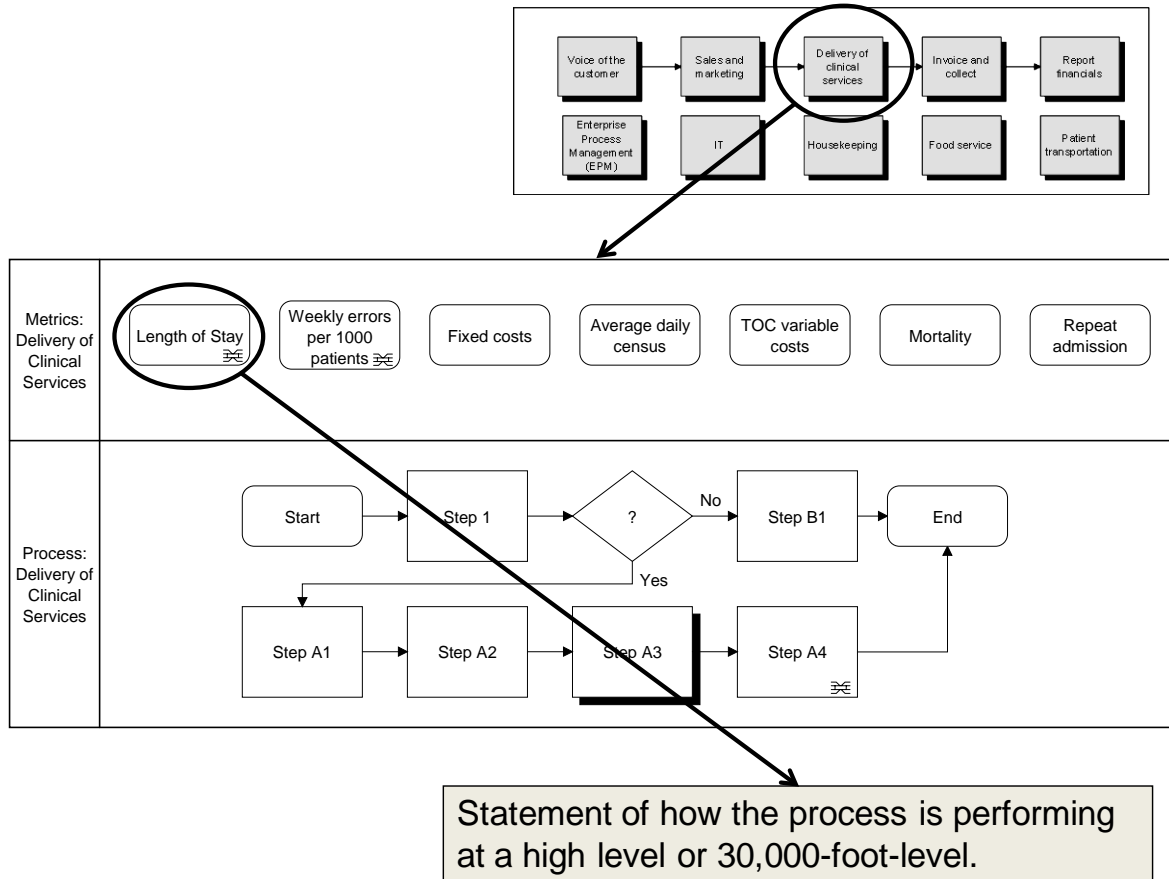 Voice of the
customer
Sales and
marketing
Delivery of
clinical
services
Invoice and
collect
Report
financials
Enterprise
Process
Management
(EPM)
IT
Housekeeping
Food service
Patient
transportation
Metrics:
Delivery of
Clinical
Services
Length of Stay
Weekly errors
per 1000
patients
Fixed costs
Average daily
census
TOC variable
costs
Mortality
Repeat
admission
Process:
Delivery of
Clinical
Services
Start
Step 1
?
No
Step B1
End
Yes
Step A1
Step A2
Step A3
Step A4
Statement of how the process is performing
at a high level or 30,000-foot-level.